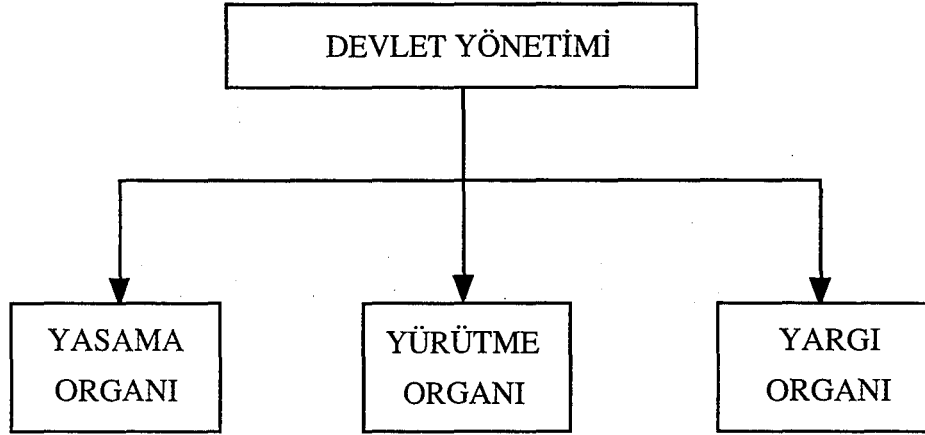 DEVLET YÖNETİMİ
YASAMA
ORGANI
YÜRÜTME
ORGANI
YARGI
ORGANI